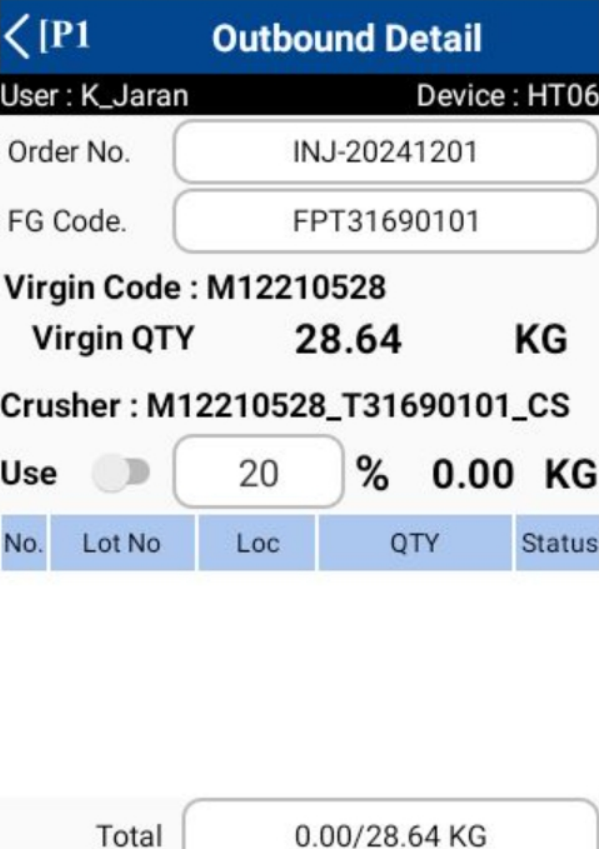 [P1 Outbound Detail
User : K_Jaran Device : HT06
Order No. INJ-20241201
FG Code. FPT31690101
Virgin Code : M12210528
Virgin QTY 28.64 KG
Crusher : M12210528_T31690101_CS
Use 20 % 0.00 KG
No. Lot No Loc QTY Status
Total 0.00/28.64 KG